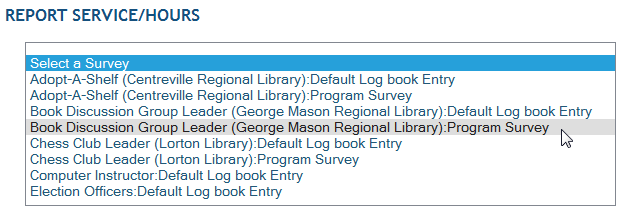 REPORT SERVICE/HOURS
Select a Survey
Adopt-A-Shelf (Centreville Regional Library):Default Log book Entry
Adopt-A-Shelf (Centreville Regional Library):Program Survey
Book Discussion Group Leader (George Mason Regional Library):Default Log book Entry
Book Discussion Group Leader (George Mason Regional Library):Program Survey
Chess Club Leader (Lorton Library):Default Log book Entry
Chess Club Leader (Lorton Library):Program Survey
Computer Instructor:Default Log book Entry
Election Officers:Default Log book Entry